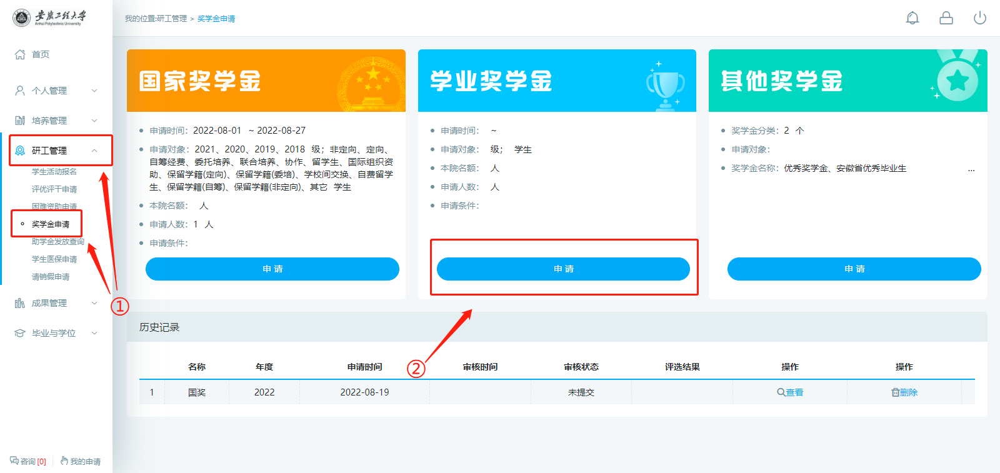 安徽工程大学
Anhui Polytechnic University
我的位置:研工管理 > 奖学金申请
首页
个人管理
培养管理
研工管理
学生活动报名
评优评干申请
困难资助申请
奖学金申请
助学金发放查询
学生医保申请
请销假申请
成果管理
毕业与学位
①
咨询[0]
我的申请
国家奖学金
申请时间：2022-08-01 ~ 2022-08-27
申请对象：2021、2020、2019、2018 级；非定向、定向、
自筹经费、委托培养、联合培养、协作、留学生、国际组织资
助、保留学籍(定向)、保留学籍(委培)、学校间交换、自费留学
生、保留学籍(自筹)、保留学籍(非定向)、其它 学生
本院名额： 人
申请人数：1 人
申请条件：
申 请
学业奖学金
申请时间： ~
申请对象： 级； 学生
本院名额： 人
申请人数： 人
申请条件：
申 请
②
其他奖学金
奖学金分类：2 个
申请对象：
奖学金名称：优秀奖学金、安徽省优秀毕业生 ...
申 请
历史记录
名称 年度 申请时间 审核时间 审核状态 评选结果 操作 操作
1 国奖 2022 2022-08-19 未提交 查看 删除